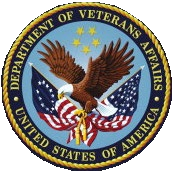 DEPARTMENT OF VETERANS AFFAIRS
UNITED STATES OF AMERICA